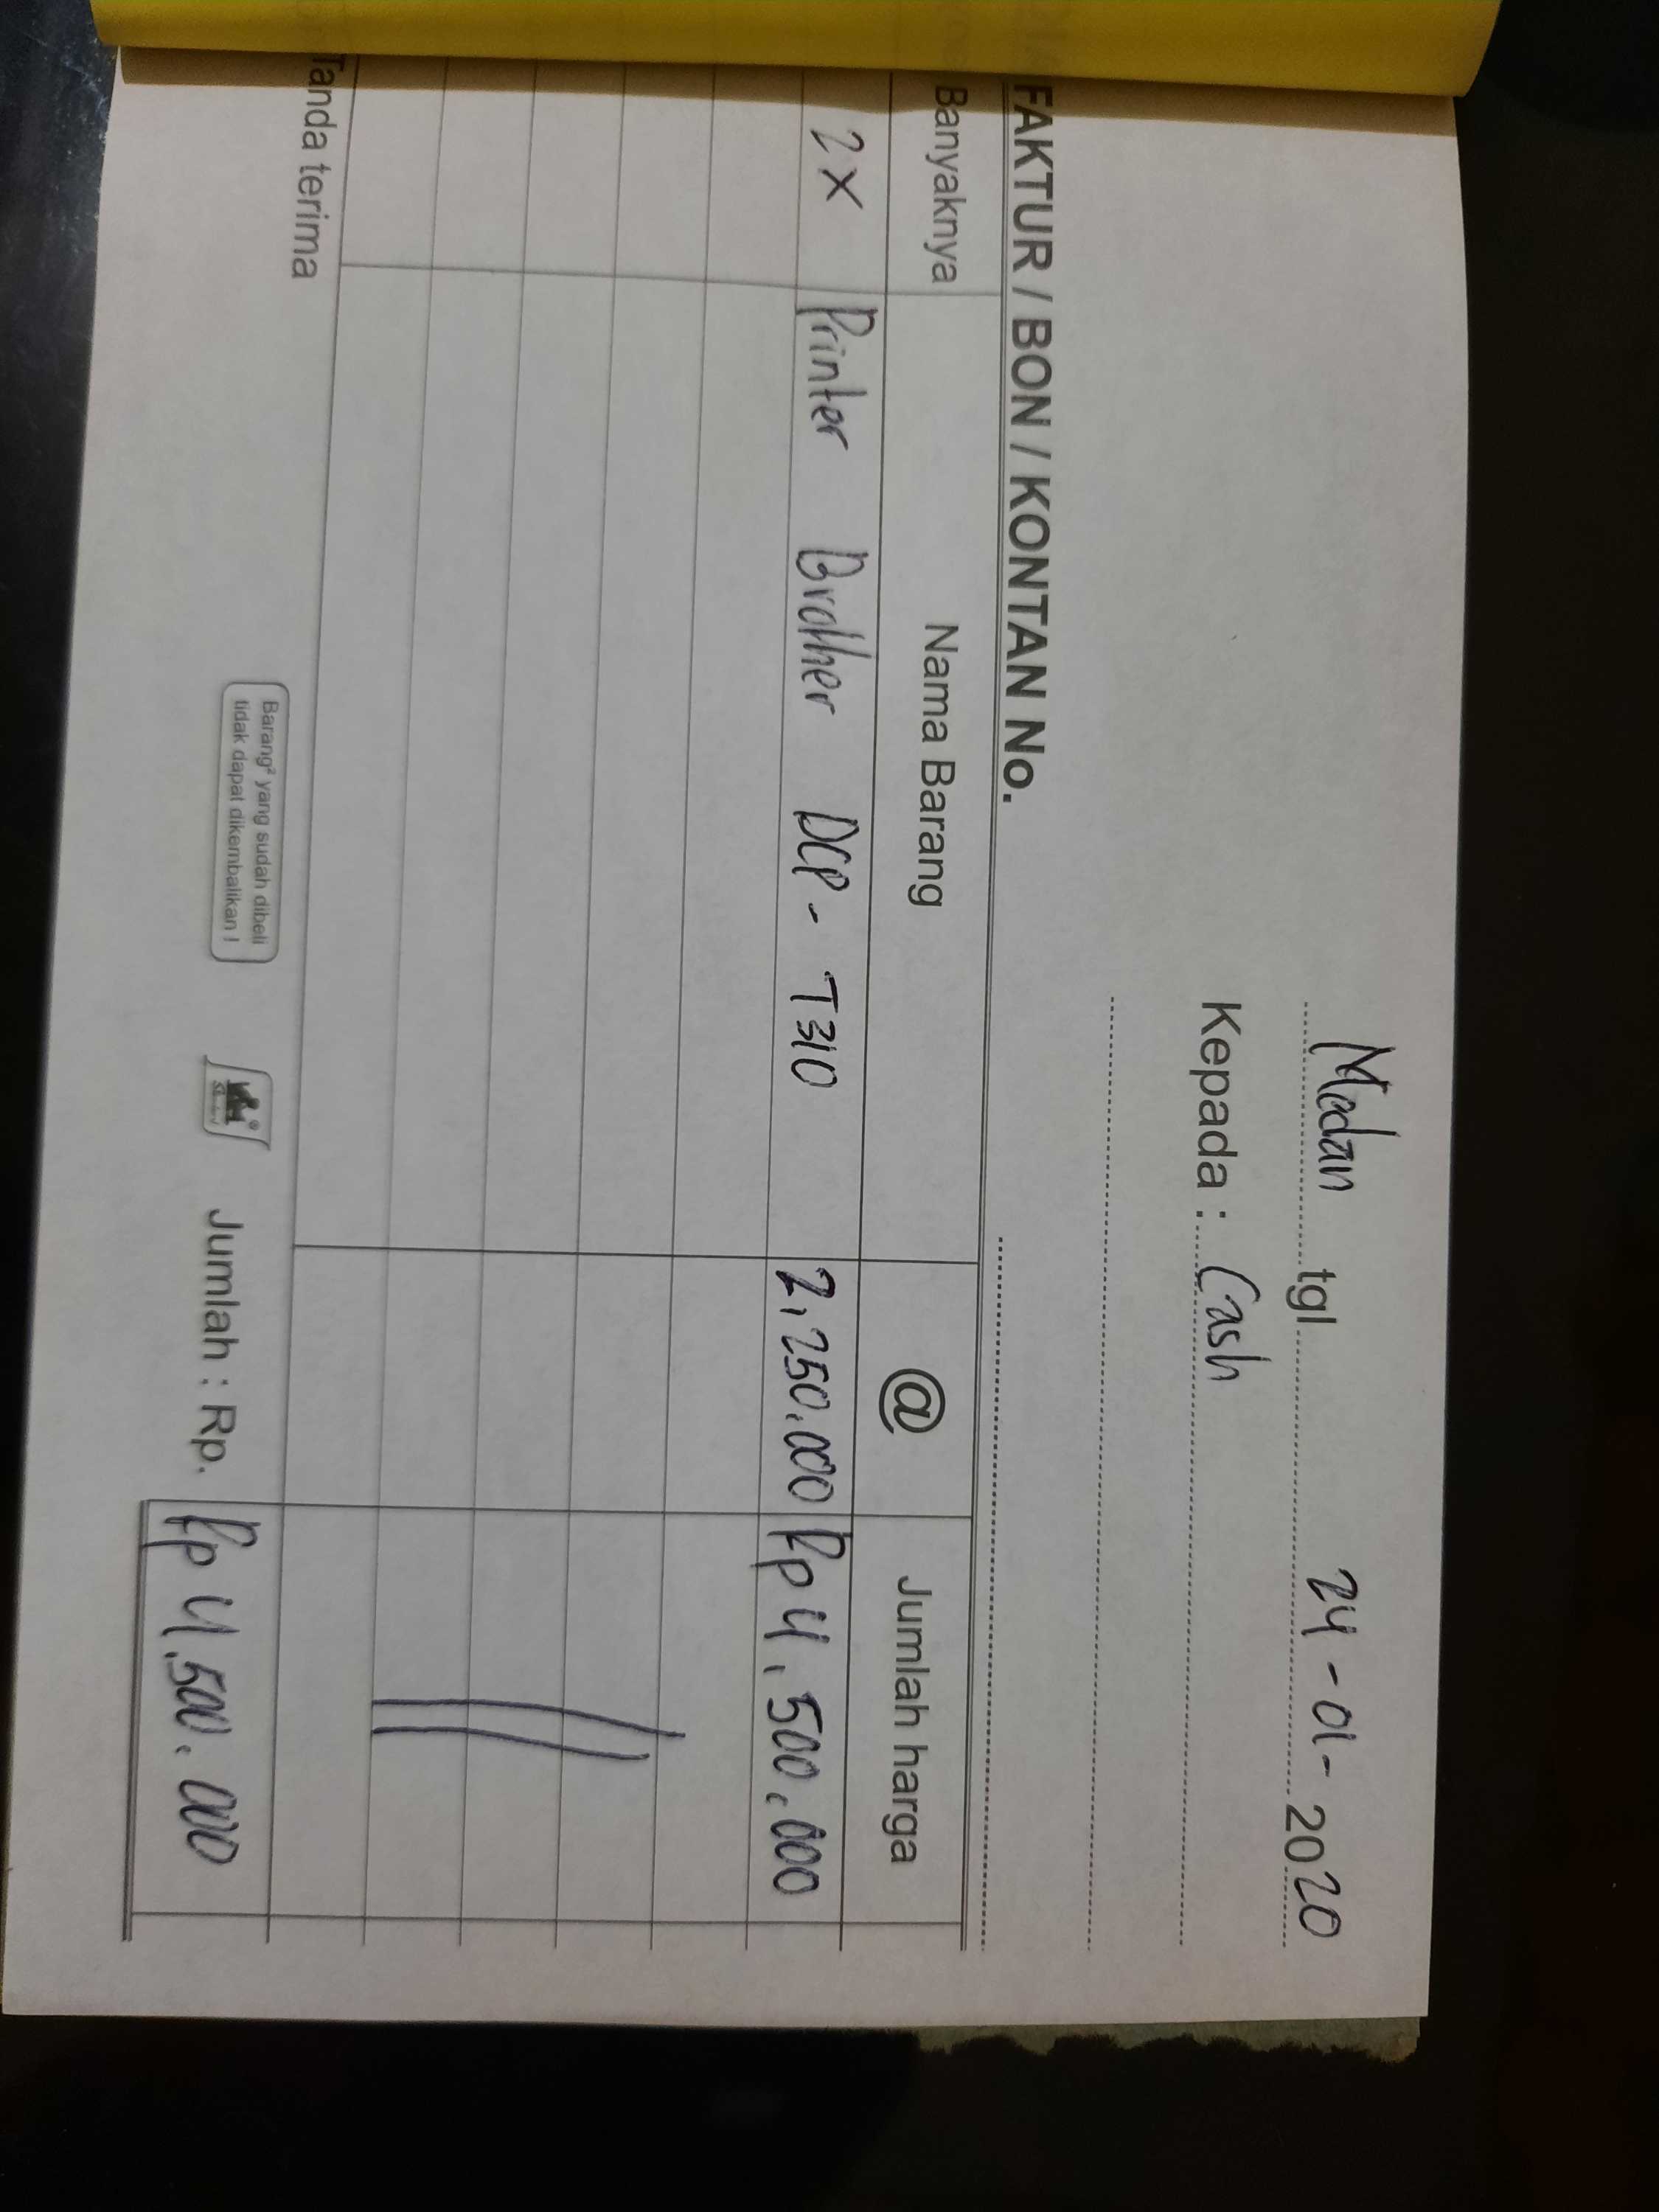 Medan tgl 24-01-2020
Kepada : Cash
FAKTUR / BON / KONTAN No.
Banyaknya Nama Barang @ Jumlah harga
2X Printer Brother DCP - T310 2,250.000 Rp 4.500.000
Tanda terima
Barang² yang sudah dibeli
tidak dapat dikembalikan !
Jumlah : Rp. Rp 4.500.000